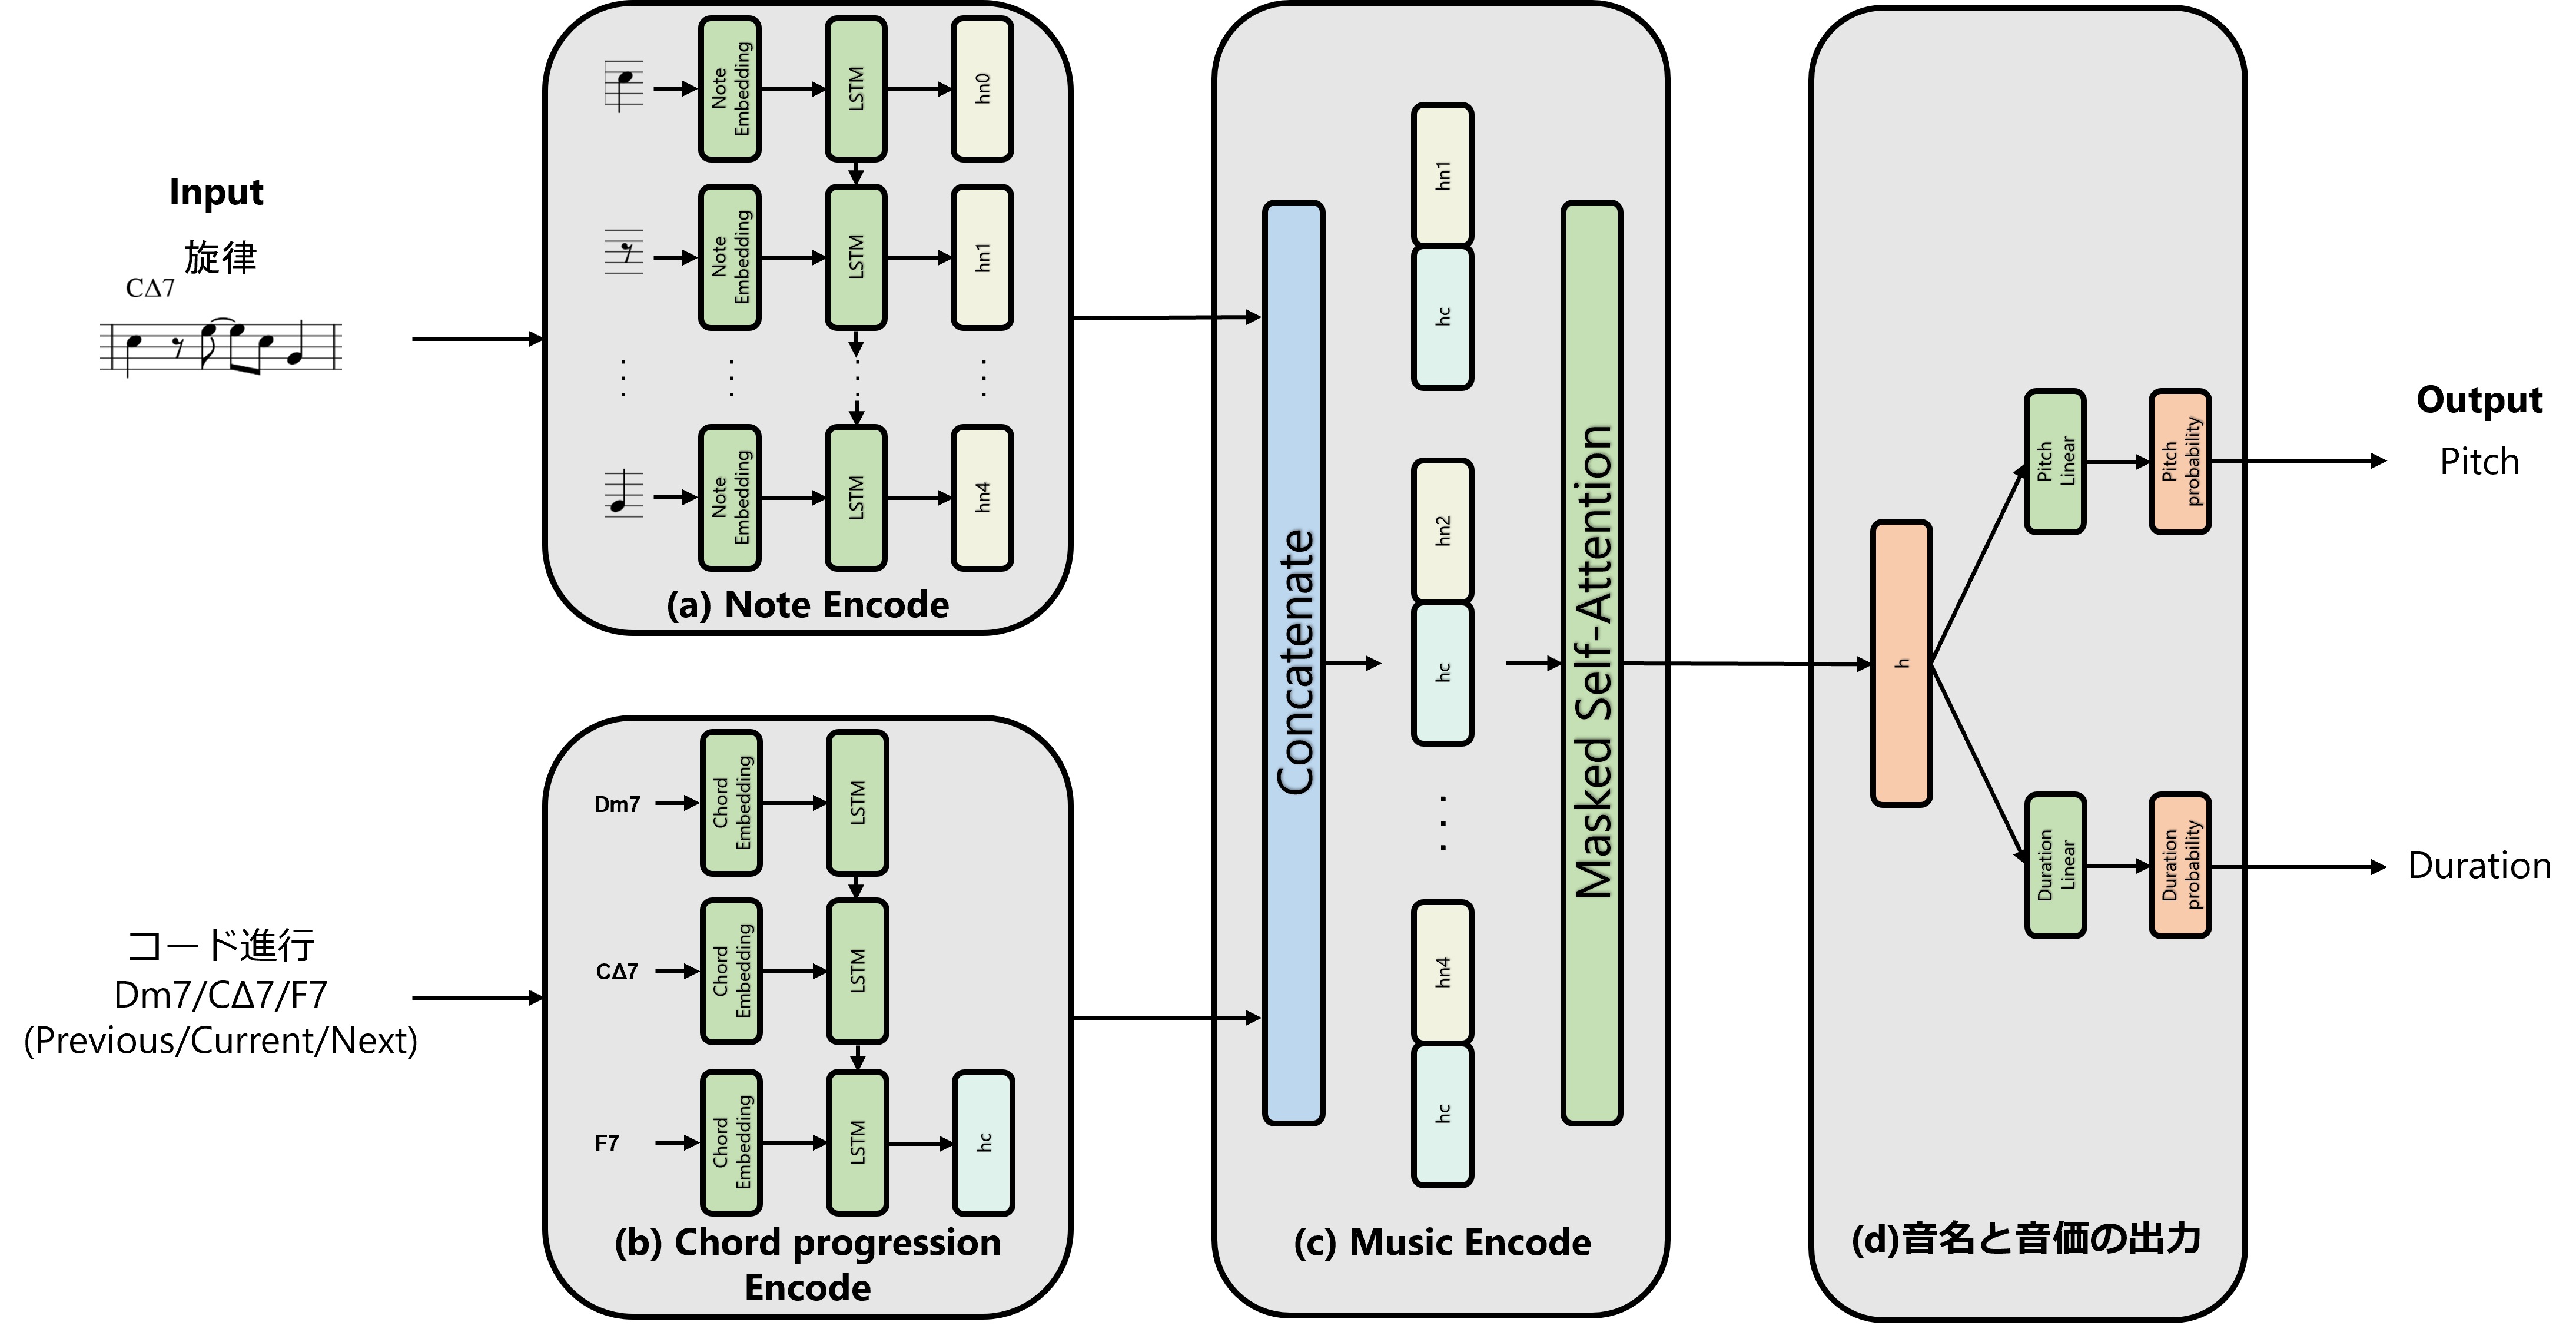 Input
旋律
CΔ7
コード進行
Dm7/CΔ7/F7
(Previous/Current/Next)
Note
Embedding
LSTM
hn0
Note
Embedding
LSTM
hn1
Note
Embedding
LSTM
hn4
(a) Note Encode
Dm7
Chord
Embedding
LSTM
CΔ7
Chord
Embedding
LSTM
F7
Chord
Embedding
LSTM
hc
(b) Chord progression
Encode
Concatenate
hn1
hc
hn2
hc
hn4
hc
Masked Self-Attention
(c) Music Encode
h
Pitch
Linear
Pitch
probability
Duration
Linear
Duration
probability
(d)音名と音価の出力
Output
Pitch
Duration